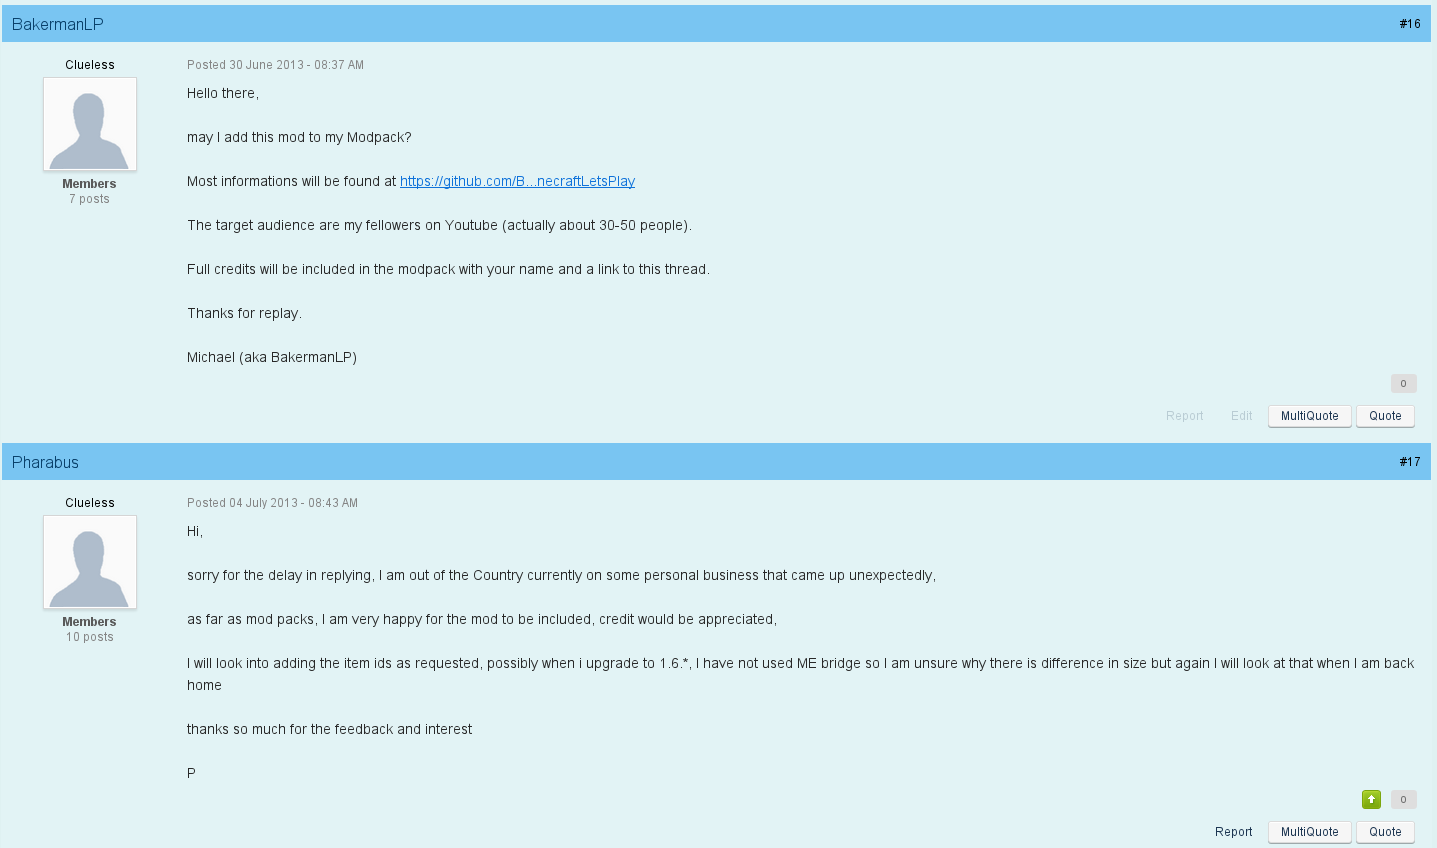 BakermanLP
#16
Clueless
Members
7 posts
Posted 30 June 2013 - 08:37 AM
Hello there,
may I add this mod to my Modpack?
Most informations will be found at https://github.com/B...necraftLetsPlay
The target audience are my fellowers on Youtube (actually about 30-50 people).
Full credits will be included in the modpack with your name and a link to this thread.
Thanks for replay.
Michael (aka BakermanLP)
0
Report Edit MultiQuote Quote
Pharabus
#17
Clueless
Members
10 posts
Posted 04 July 2013 - 08:43 AM
Hi,
sorry for the delay in replying, I am out of the Country currently on some personal business that came up unexpectedly,
as far as mod packs, I am very happy for the mod to be included, credit would be appreciated,
I will look into adding the item ids as requested, possibly when i upgrade to 1.6.*, I have not used ME bridge so I am unsure why there is difference in size but again I will look at that when I am back
home
thanks so much for the feedback and interest
P
0
Report MultiQuote Quote